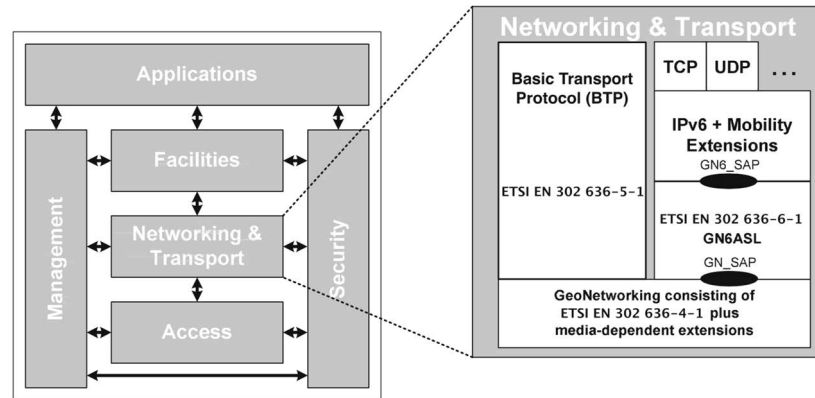 Applications
Management
Facilities
Networking &
Transport
Access
Security
Networking & Transport
Basic Transport
Protocol (BTP)
ETSI EN 302 636-5-1
TCP
UDP
...
IPv6 + Mobility
Extensions
GN6_SAP
ETSI EN 302 636-6-1
GN6ASL
GN_SAP
GeoNetworking consisting of
ETSI EN 302 636-4-1 plus
media-dependent extensions